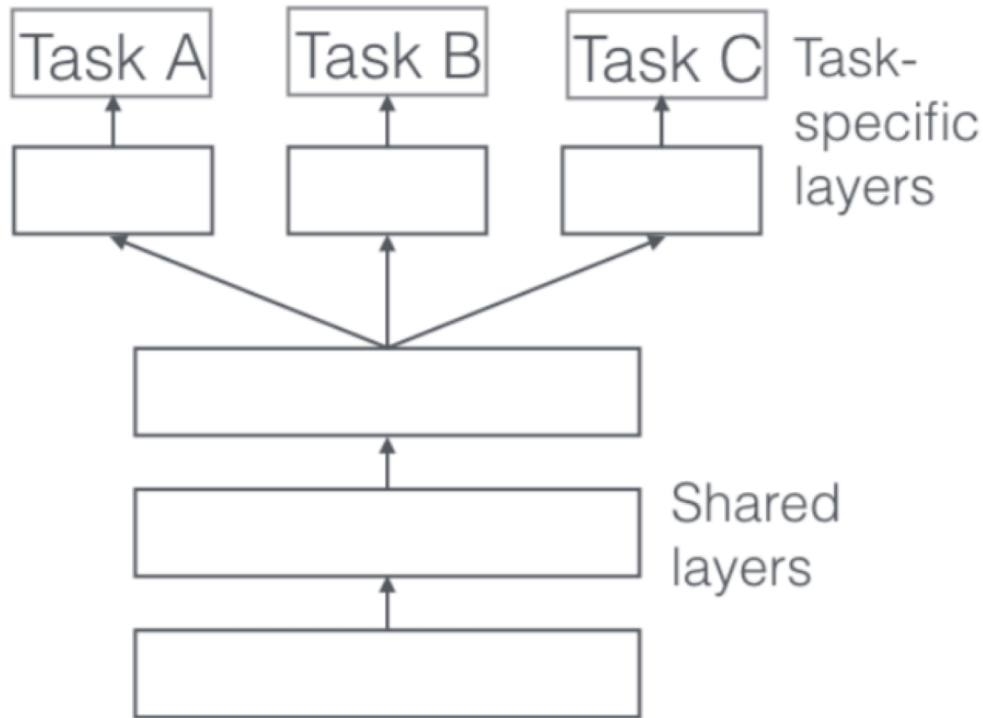 Task A
Task B
Task C
Task-
specific
layers
Shared
layers